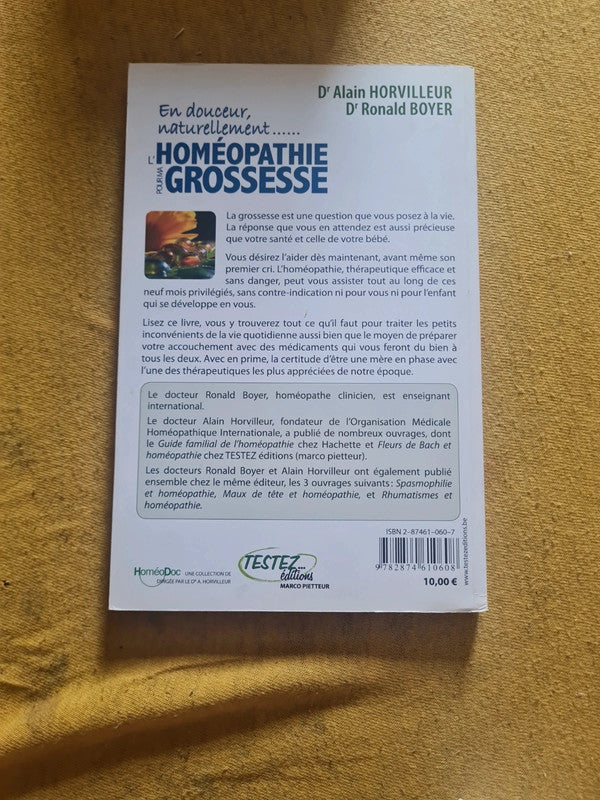 Dr Alain HORVILLEUR
Dr Ronald BOYER
En douceur,
naturellement......
L'HOMÉOPATHIE
POUR MA GROSSESSE
La grossesse est une question que vous posez à la vie.
La réponse que vous en attendez est aussi précieuse
que votre santé et celle de votre bébé.
Vous désirez l'aider dès maintenant, avant même son
premier cri. L'homéopathie, thérapeutique efficace et
sans danger, peut vous assister tout au long de ces
neuf mois privilégiés, sans contre-indication ni pour vous ni pour l'enfant
qui se développe en vous.
Lisez ce livre, vous y trouverez tout ce qu'il faut pour traiter les petits
inconvénients de la vie quotidienne aussi bien que le moyen de préparer
votre accouchement avec des médicaments qui vous feront du bien à
tous les deux. Avec en prime, la certitude d'être une mère en phase avec
l'une des thérapeutiques les plus appréciées de notre époque.
Le docteur Ronald Boyer, homéopathe clinicien, est enseignant
international.
Le docteur Alain Horvilleur, fondateur de l'Organisation Médicale
Homéopathique Internationale, a publié de nombreux ouvrages, dont
le Guide familial de l'homéopathie chez Hachette et Fleurs de Bach et
homéopathie chez TESTEZ éditions (marco pietteur).
Les docteurs Ronald Boyer et Alain Horvilleur ont également publié
ensemble chez le même éditeur, les 3 ouvrages suivants : Spasmophilie
et homéopathie, Maux de tête et homéopathie, et Rhumatismes et
homéopathie.
ISBN 2-87461-060-7
9782874610608
10,00 €
www.testezeditions.be
HoméoDoc UNE COLLECTION DE
DIRIGÉE PAR LE Dr A. HORVILLEUR
TESTEZ...
éditions
MARCO PIETTEUR